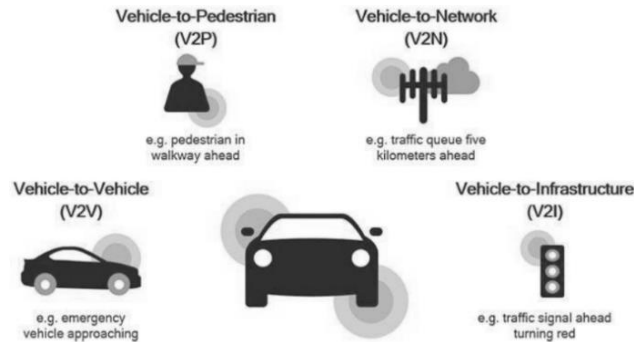 Vehicle-to-Pedestrian
(V2P)
e.g. pedestrian in
walkway ahead
Vehicle-to-Network
(V2N)
e.g. traffic queue five
kilometers ahead
Vehicle-to-Vehicle
(V2V)
e.g. emergency
vehicle approaching
Vehicle-to-Infrastructure
(V2I)
e.g. traffic signal ahead
turning red